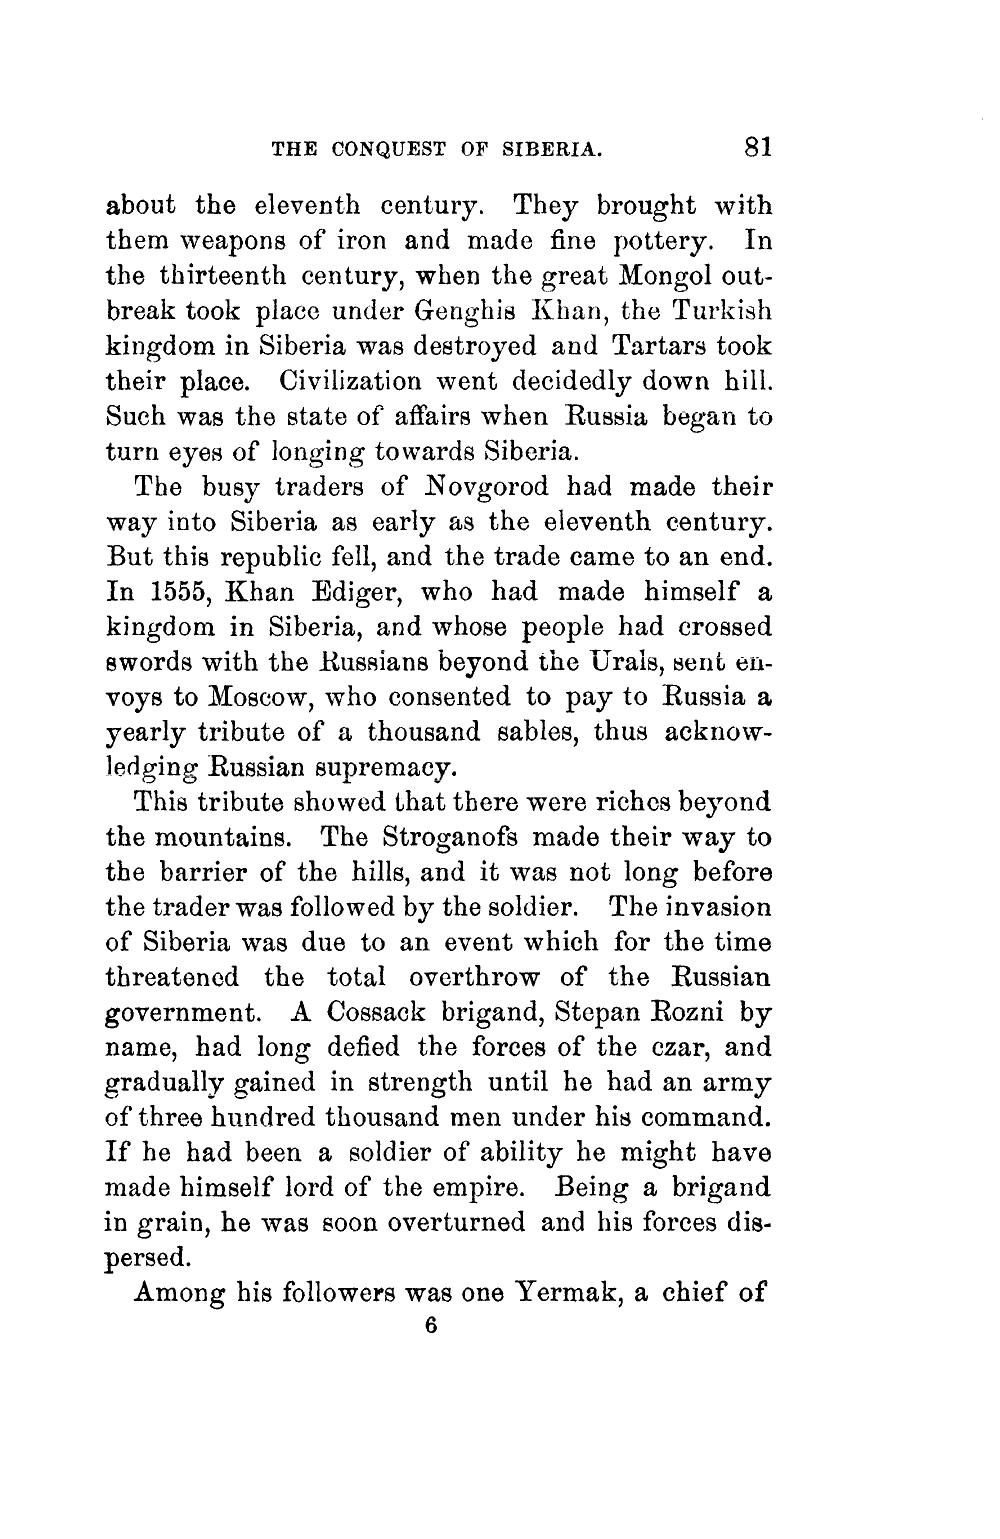 THE CONQUEST OF SIBERIA. 81
about the eleventh century. They brought with
them weapons of iron and made fine pottery. In
the thirteenth century, when the great Mongol out-
break took place under Genghis Khan, the Turkish
kingdom in Siberia was destroyed and Tartars took
their place. Civilization went decidedly down hill.
Such was the state of affairs when Russia began to
turn eyes of longing towards Siberia.
The busy traders of Novgorod had made their
way into Siberia as early as the eleventh century.
But this republic fell, and the trade came to an end.
In 1555, Khan Ediger, who had made himself a
kingdom in Siberia, and whose people had crossed
swords with the Russians beyond the Urals, sent en-
voys to Moscow, who consented to pay to Russia a
yearly tribute of a thousand sables, thus acknow-
ledging Russian supremacy.
This tribute showed that there were riches beyond
the mountains. The Stroganofs made their way to
the barrier of the hills, and it was not long before
the trader was followed by the soldier. The invasion
of Siberia was due to an event which for the time
threatened the total overthrow of the Russian
government. A Cossack brigand, Stepan Rozni by
name, had long defied the forces of the czar, and
gradually gained in strength until he had an army
of three hundred thousand men under his command.
If he had been a soldier of ability he might have
made himself lord of the empire. Being a brigand
in grain, he was soon overturned and his forces dis-
persed.
Among his followers was one Yermak, a chief of
6